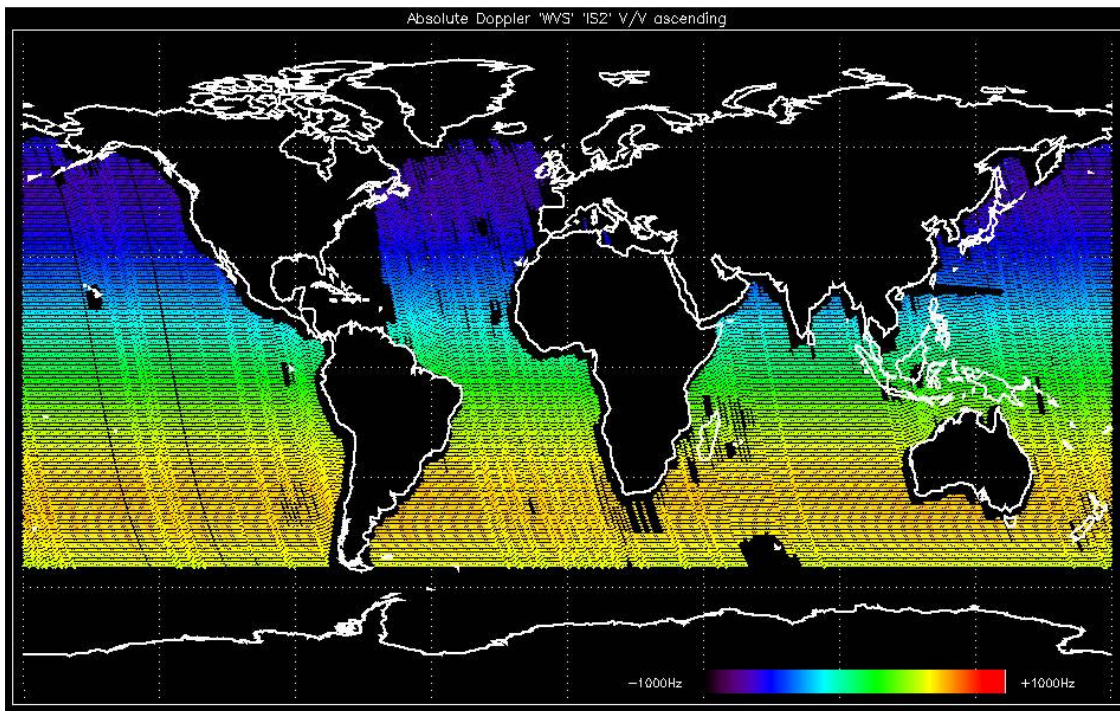 Absolute Doppler 'WVS' 'IS2' V/V ascending
-1000Hz +1000Hz